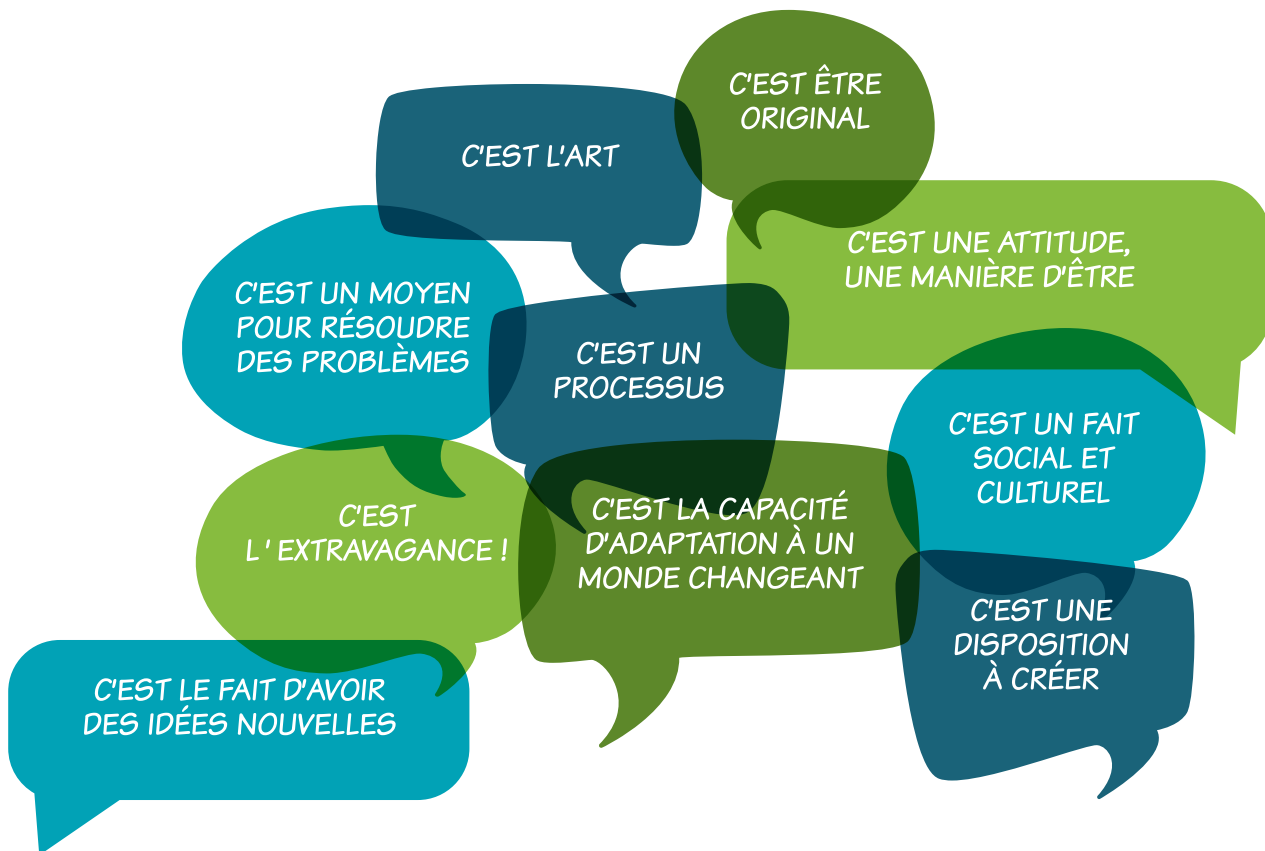 C'EST ÊTRE
ORIGINAL
C'EST L'ART
C'EST UNE ATTITUDE,
UNE MANIÈRE D'ÊTRE
C'EST UN MOYEN
POUR RÉSOUDRE
DES PROBLÈMES
C'EST UN
PROCESSUS
C'EST UN FAIT
SOCIAL ET
CULTUREL
C'EST
L' EXTRAVAGANCE !
C'EST LA CAPACITÉ
D'ADAPTATION À UN
MONDE CHANGEANT
C'EST UNE
DISPOSITION
À CRÉER
C'EST LE FAIT D'AVOIR
DES IDÉES NOUVELLES